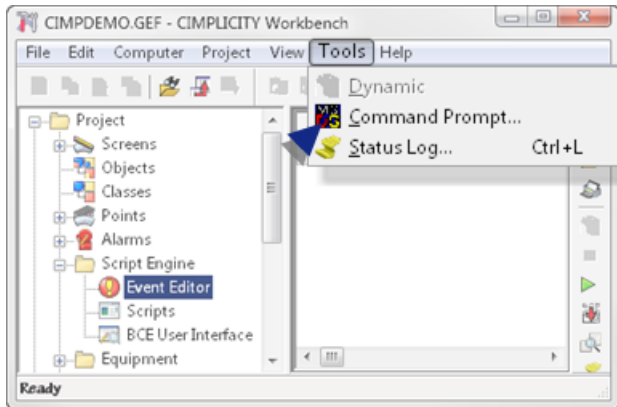 CIMPDEMO.GEF - CIMPLICITY Workbench
File Edit Computer Project View Tools Help
Dynamic
Command Prompt...
Status Log... Ctrl+L
Project
Screens
Objects
Classes
Points
Alarms
Script Engine
Event Editor
Scripts
BCE User Interface
Equipment
Ready